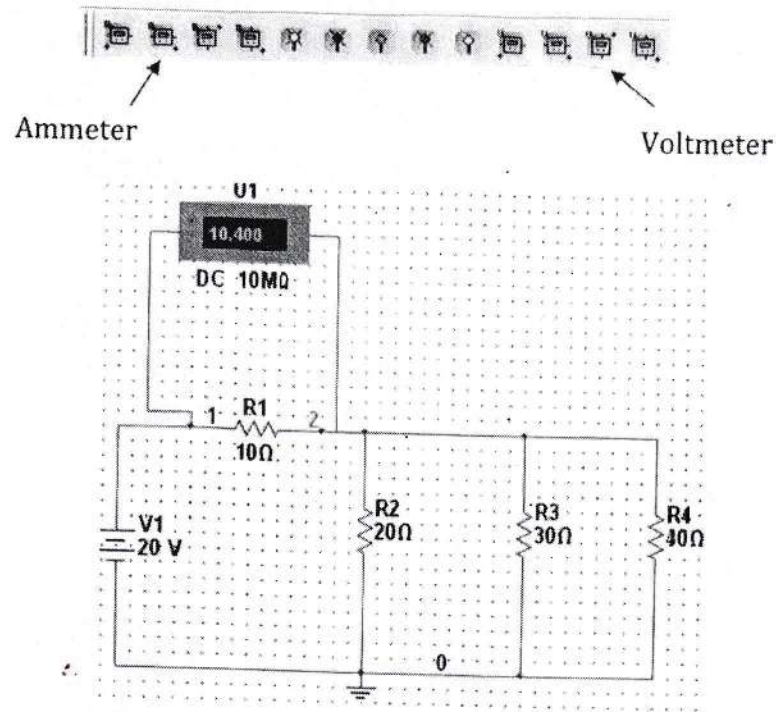 Ammeter
Voltmeter
U1
10.400
DC 10MΩ
1
R1
2
10Ω
V1
20 V
R2
20Ω
R3
30Ω
R4
40Ω
0